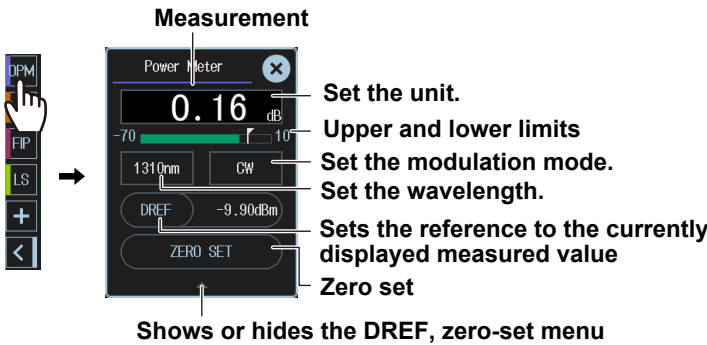 Measurement
OPM
FIP
LS
+
<
Power Meter
0.16 dB
-70 10
1310nm CW
DREF -9.90dBm
ZERO SET
Set the unit.
Upper and lower limits
Set the modulation mode.
Set the wavelength.
Sets the reference to the currently
displayed measured value
Zero set
Shows or hides the DREF, zero-set menu